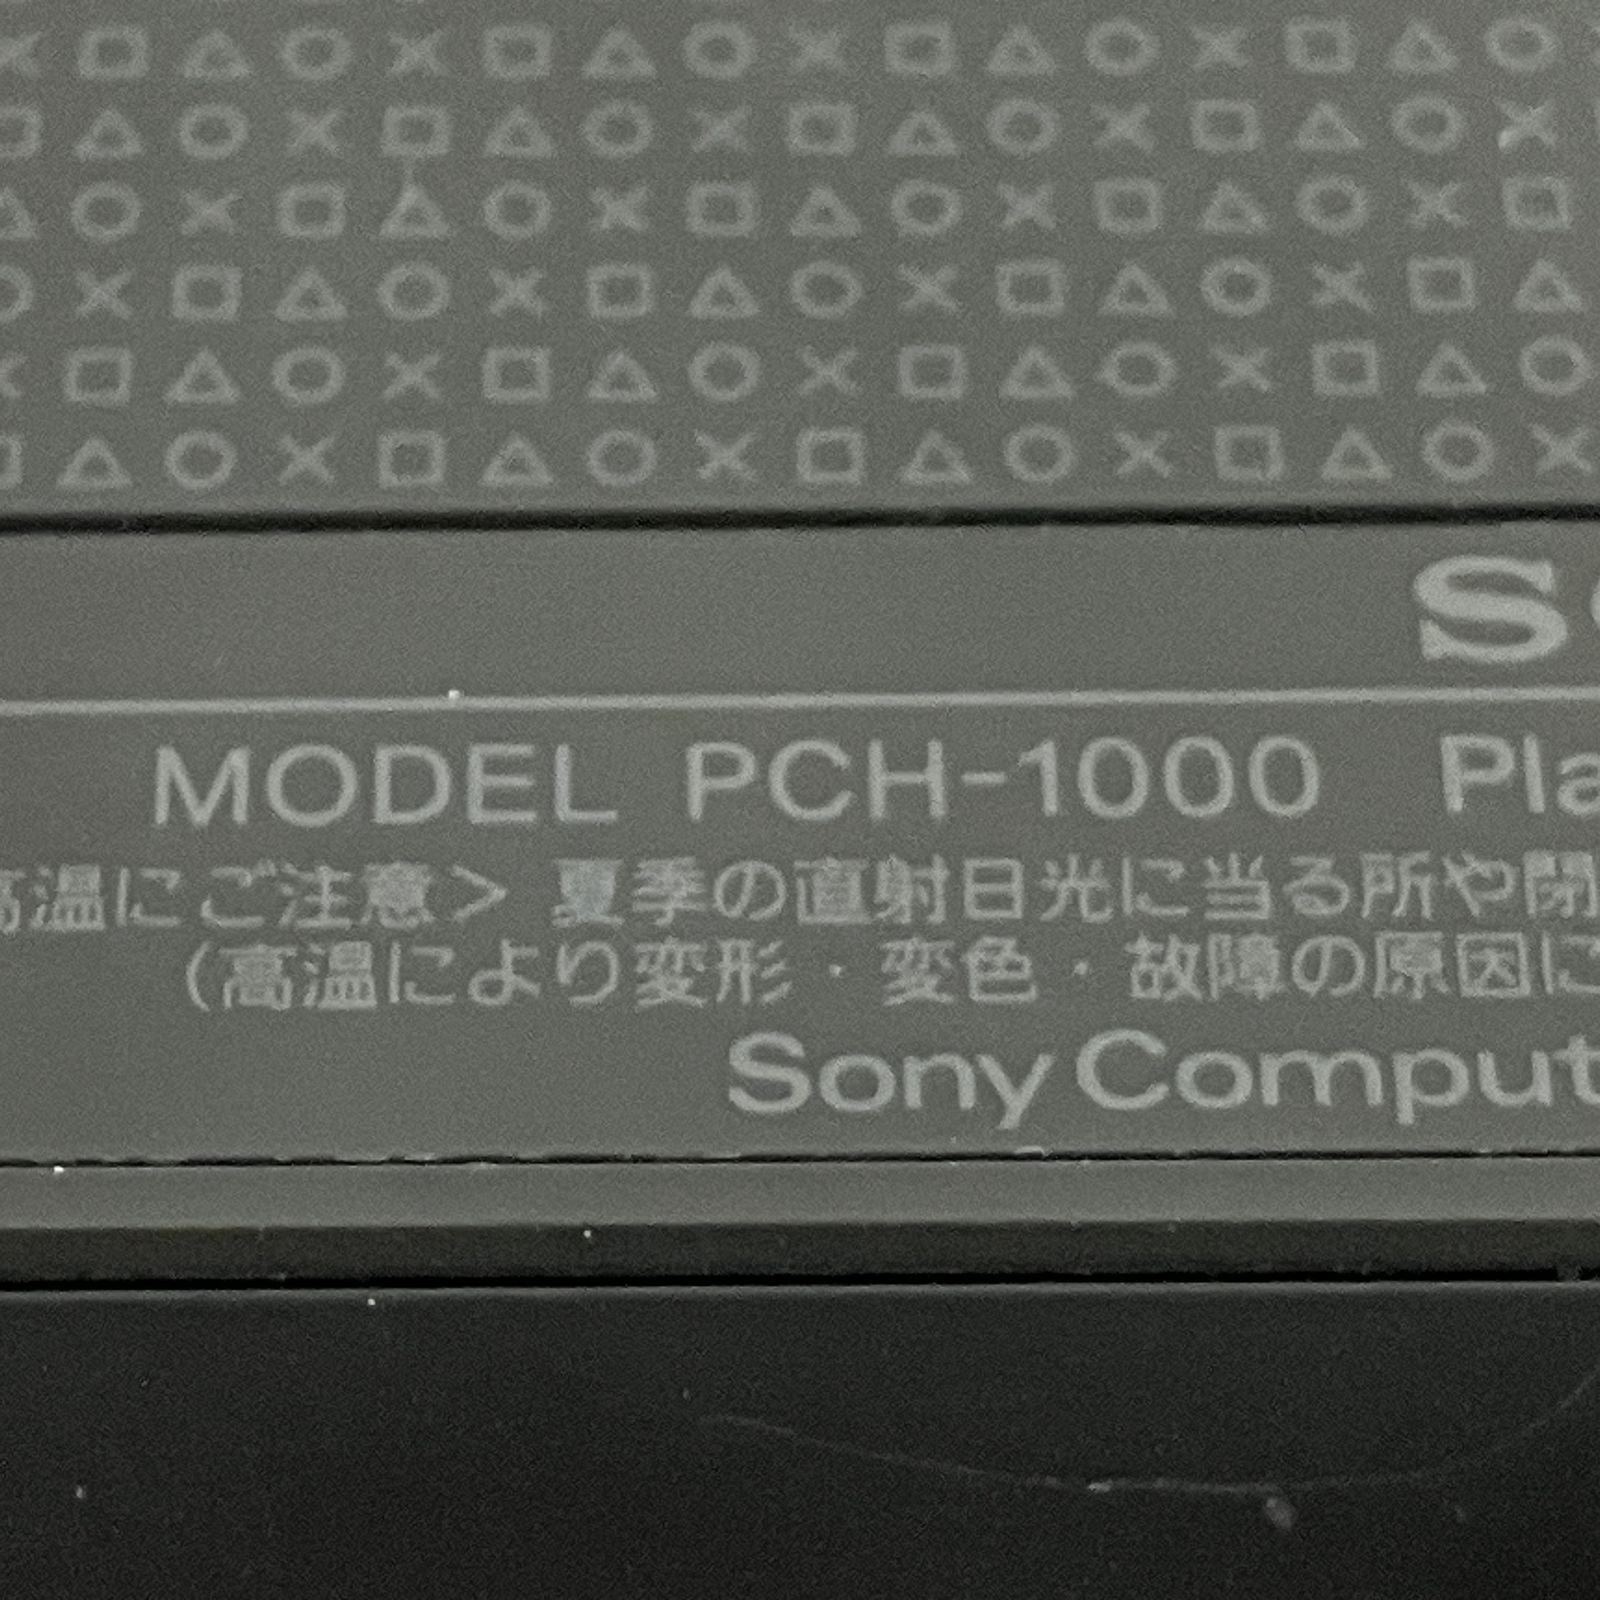 MODEL PCH-1000
高温にご注意> 夏季の直射日光に当る所や閉
(高温により変形・変色・故障の原因に
Sony